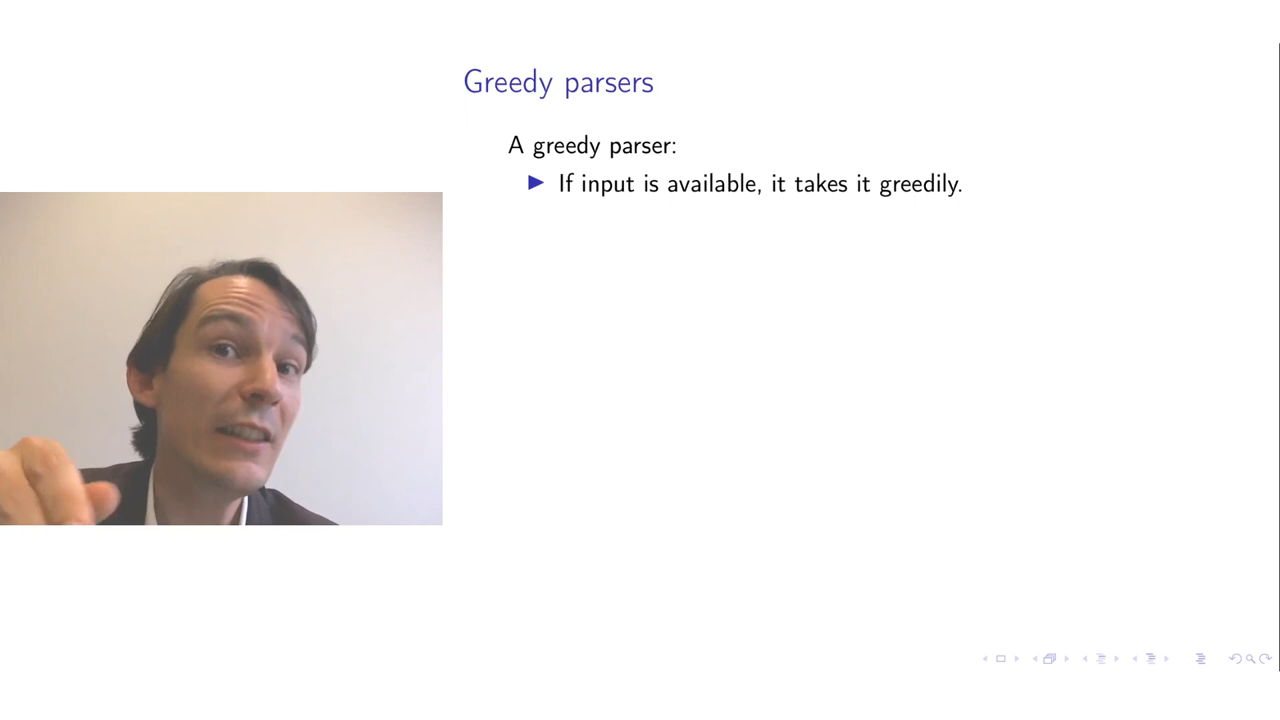 Greedy parsers
A greedy parser:
If input is available, it takes it greedily.